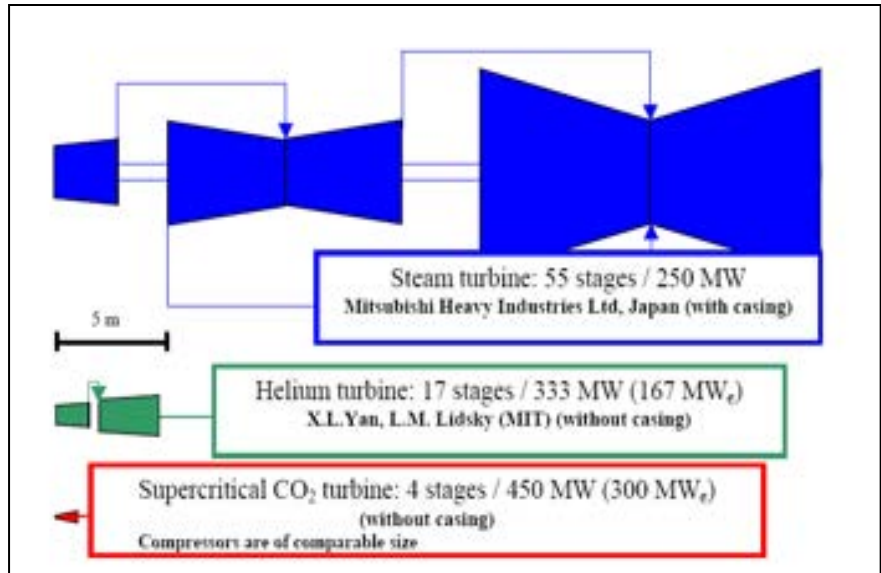 Steam turbine: 55 stages / 250 MW
Mitsubishi Heavy Industries Ltd, Japan (with casing)
5 m
Helium turbine: 17 stages / 333 MW (167 MWₑ)
X.L.Yan, L.M. Lidsky (MIT) (without casing)
Supercritical CO₂ turbine: 4 stages / 450 MW (300 MWₑ)
(without casing)
Compressors are of comparable size